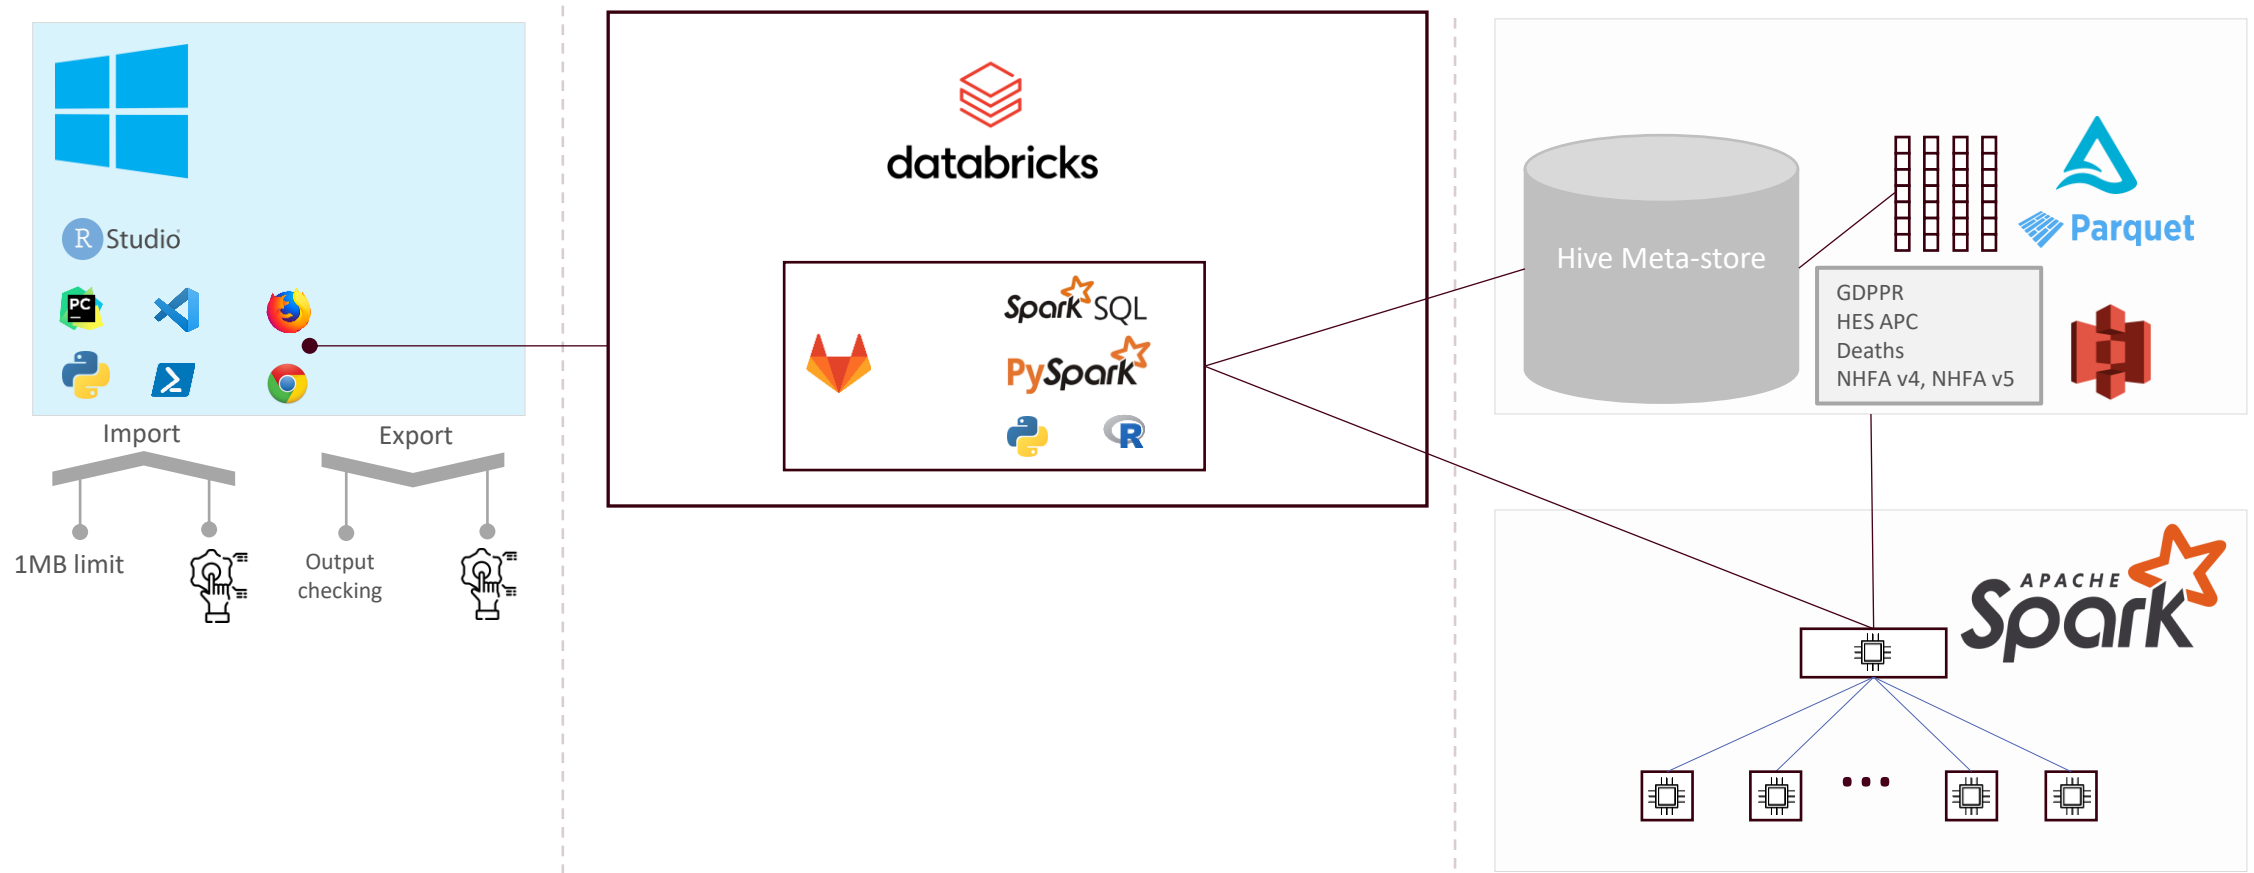 R Studio
PC
Import
Export
1MB limit
Output
checking
databricks
Spark SQL
PySpark
R
Hive Meta-store
Parquet
GDPPR
HES APC
Deaths
NHFA v4, NHFA v5
APACHE
Spark